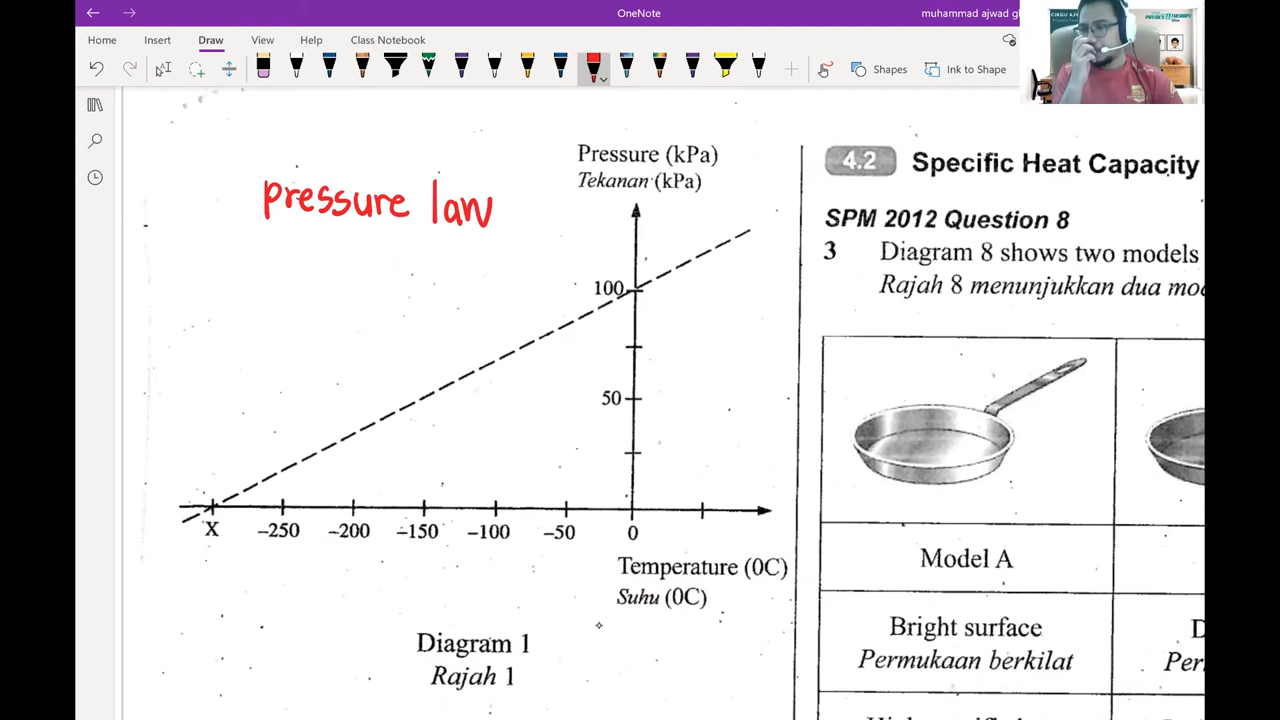 OneNote
muhammad ajwad
Home Insert Draw View Help Class Notebook
Shapes Ink to Shape
pressure law
Pressure (kPa)
Tekanan (kPa)
100
50
X -250 -200 -150 -100 -50 0
Temperature (0C)
Suhu (0C)
Diagram 1
Rajah 1
4.2 Specific Heat Capacity
SPM 2012 Question 8
3 Diagram 8 shows two models
Rajah 8 menunjukkan dua
Model A
Bright surface
Permukaan berkilat